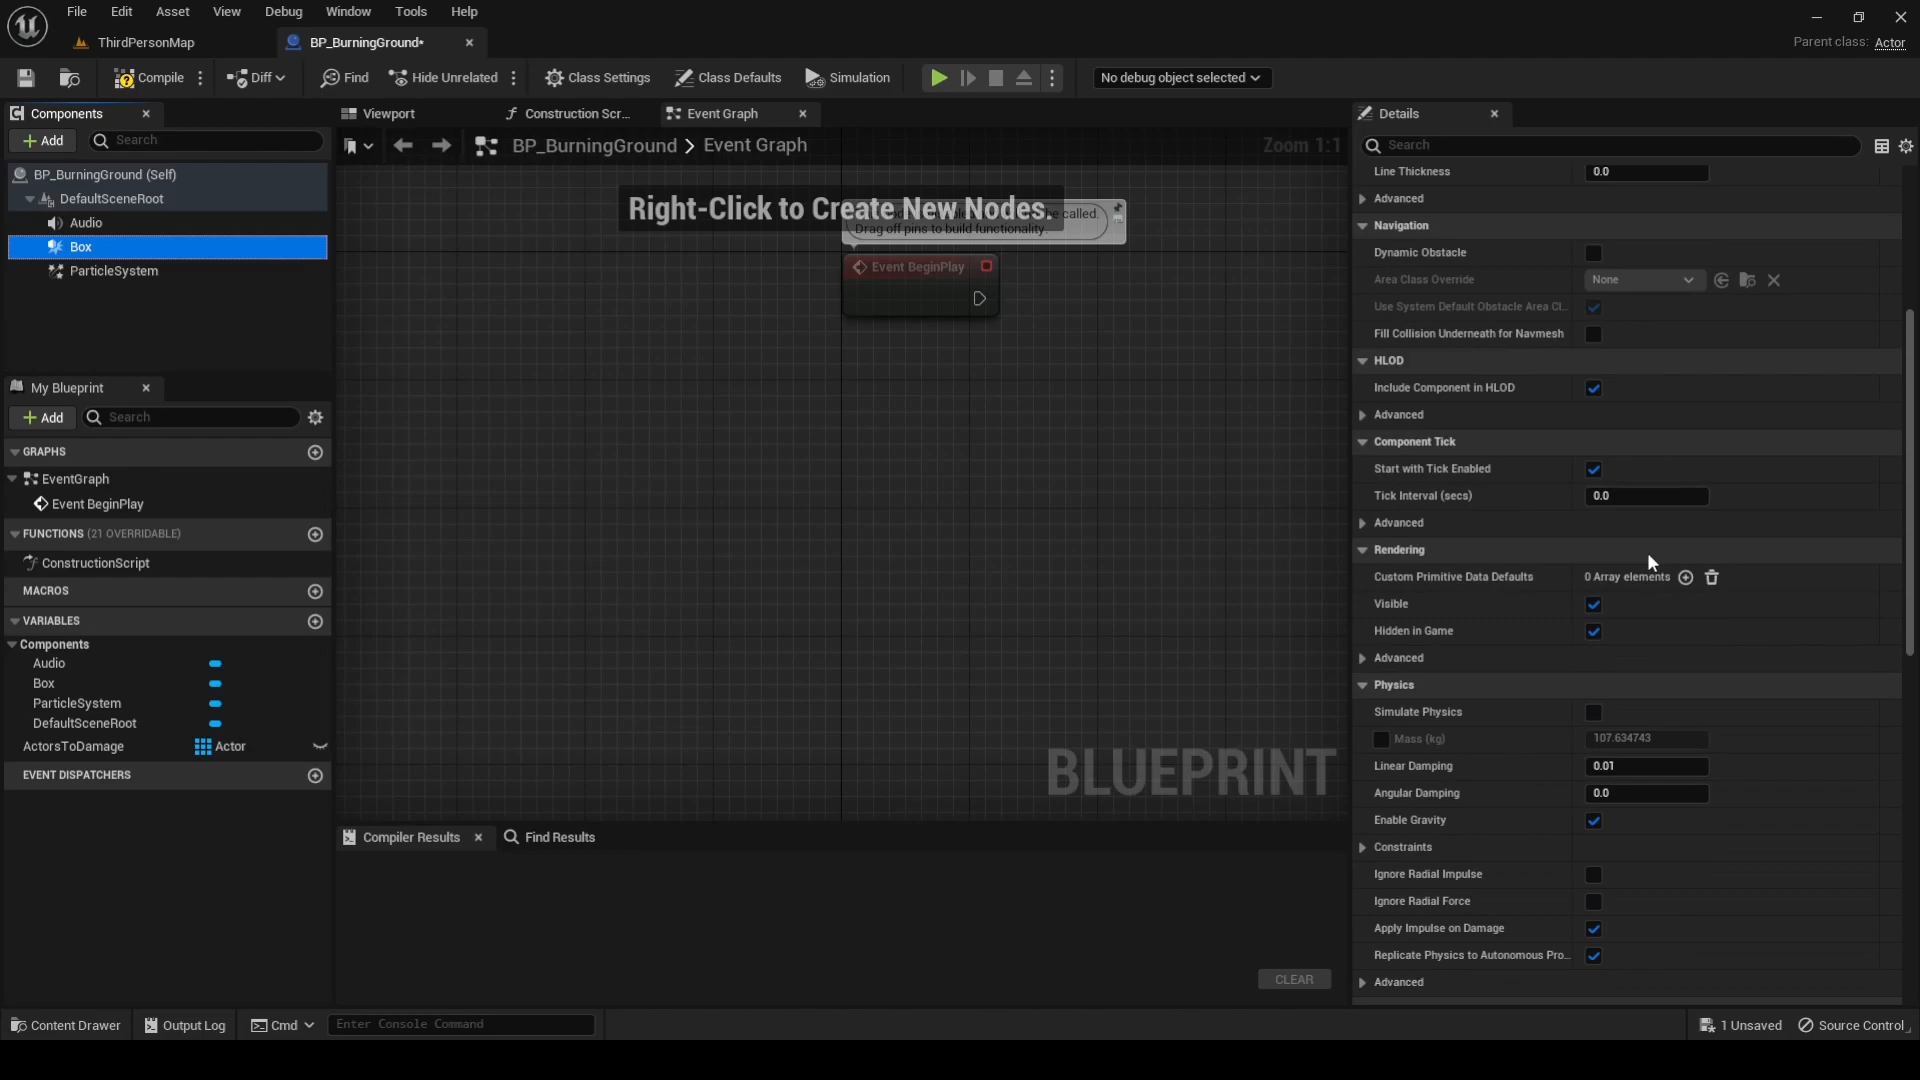 File Edit Asset View Debug Window Tools Help
ThirdPersonMap
BP_BurningGround*
Parent class: Actor
Compile
Diff
Find
Hide Unrelated
Class Settings
Class Defaults
Simulation
No debug object selected
Components
Add
Search
BP_BurningGround (Self)
DefaultSceneRoot
Audio
Box
ParticleSystem
My Blueprint
Add
Search
GRAPHS
EventGraph
Event BeginPlay
FUNCTIONS (21 OVERRIDABLE)
ConstructionScript
MACROS
VARIABLES
Components
Audio
Box
ParticleSystem
DefaultSceneRoot
ActorsToDamage Actor
EVENT DISPATCHERS
Viewport
Construction Scr...
Event Graph
BP_BurningGround > Event Graph
Zoom 1:1
Right-Click to Create New Nodes.
be called.
Drag off pins to build functionality.
Event BeginPlay
BLUEPRINT
Compiler Results
Find Results
CLEAR
Details
Search
Line Thickness 0.0
Advanced
Navigation
Dynamic Obstacle
Area Class Override None
Use System Default Obstacle Area Cl...
Fill Collision Underneath for Navmesh
HLOD
Include Component in HLOD
Advanced
Component Tick
Start with Tick Enabled
Tick Interval (secs) 0.0
Advanced
Rendering
Custom Primitive Data Defaults 0 Array elements
Visible
Hidden in Game
Advanced
Physics
Simulate Physics
Mass (kg) 107.634743
Linear Damping 0.01
Angular Damping 0.0
Enable Gravity
Constraints
Ignore Radial Impulse
Ignore Radial Force
Apply Impulse on Damage
Replicate Physics to Autonomous Pro...
Advanced
Content Drawer
Output Log
Cmd
Enter Console Command
1 Unsaved
Source Control